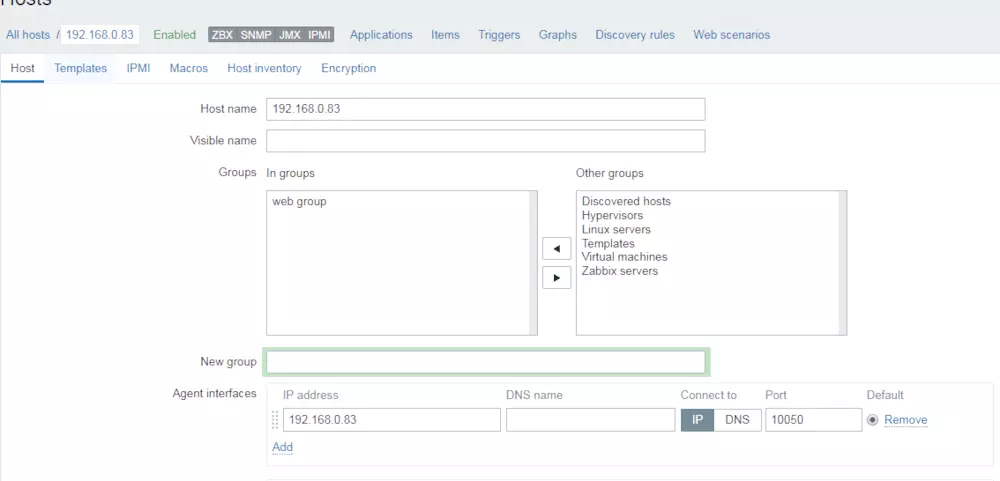 Hosts
All hosts / 192.168.0.83 Enabled ZBX SNMP JMX IPMI Applications Items Triggers Graphs Discovery rules Web scenarios
Host Templates IPMI Macros Host inventory Encryption
Host name 192.168.0.83
Visible name
Groups In groups Other groups
web group Discovered hosts
Hypervisors
Linux servers
Templates
Virtual machines
Zabbix servers
New group
Agent interfaces IP address DNS name Connect to Port Default
192.168.0.83 IP DNS 10050 Remove
Add